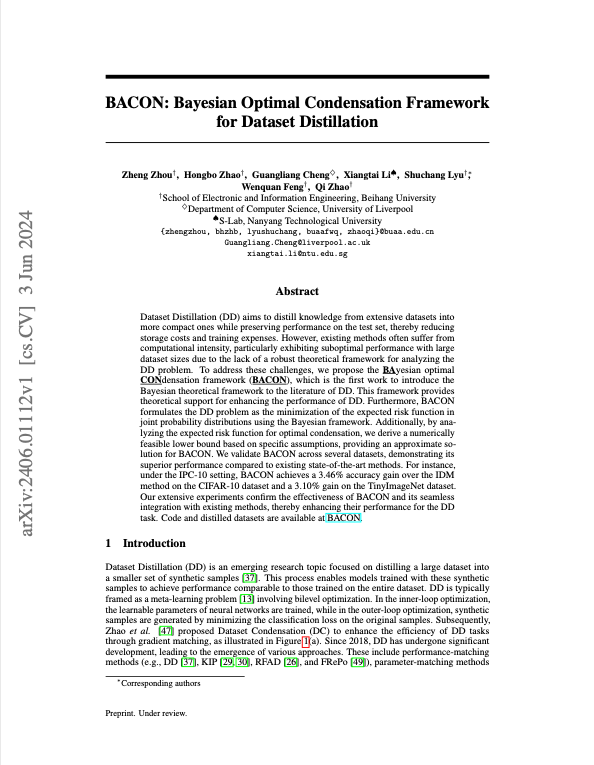 BACON: Bayesian Optimal Condensation Framework
for Dataset Distillation
Zheng Zhou†, Hongbo Zhao†, Guangliang Cheng♢, Xiangtai Li♠, Shuchang Lyu†,*
Wenquan Feng†, Qi Zhao†
†School of Electronic and Information Engineering, Beihang University
♢Department of Computer Science, University of Liverpool
♠S-Lab, Nanyang Technological University
{zhengzhou, bhzhb, lyushuchang, buaafwq, zhaoqi}@buaa.edu.cn
Guangliang.Cheng@liverpool.ac.uk
xiangtai.li@ntu.edu.sg
arXiv:2406.01112v1 [cs.CV] 3 Jun 2024
Abstract
Dataset Distillation (DD) aims to distill knowledge from extensive datasets into
more compact ones while preserving performance on the test set, thereby reducing
storage costs and training expenses. However, existing methods often suffer from
computational intensity, particularly exhibiting suboptimal performance with large
dataset sizes due to the lack of a robust theoretical framework for analyzing the
DD problem. To address these challenges, we propose the BAyesian optimal
CONdensation framework (BACON), which is the first work to introduce the
Bayesian theoretical framework to the literature of DD. This framework provides
theoretical support for enhancing the performance of DD. Furthermore, BACON
formulates the DD problem as the minimization of the expected risk function in
joint probability distributions using the Bayesian framework. Additionally, by ana-
lyzing the expected risk function for optimal condensation, we derive a numerically
feasible lower bound based on specific assumptions, providing an approximate so-
lution for BACON. We validate BACON across several datasets, demonstrating its
superior performance compared to existing state-of-the-art methods. For instance,
under the IPC-10 setting, BACON achieves a 3.46% accuracy gain over the IDM
method on the CIFAR-10 dataset and a 3.10% gain on the TinyImageNet dataset.
Our extensive experiments confirm the effectiveness of BACON and its seamless
integration with existing methods, thereby enhancing their performance for the DD
task. Code and distilled datasets are available at BACON.
1 Introduction
Dataset Distillation (DD) is an emerging research topic focused on distilling a large dataset into
a smaller set of synthetic samples [37]. This process enables models trained with these synthetic
samples to achieve performance comparable to those trained on the entire dataset. DD is typically
framed as a meta-learning problem [13] involving bilevel optimization. In the inner-loop optimization,
the learnable parameters of neural networks are trained, while in the outer-loop optimization, synthetic
samples are generated by minimizing the classification loss on the original samples. Subsequently,
Zhao et al. [47] proposed Dataset Condensation (DC) to enhance the efficiency of DD tasks
through gradient matching, as illustrated in Figure 1(a). Since 2018, DD has undergone significant
development, leading to the emergence of various approaches. These include performance-matching
methods (e.g., DD [37], KIP [29, 30], RFAD [26], and FRePo [49]), parameter-matching methods
*Corresponding authors
Preprint. Under review.